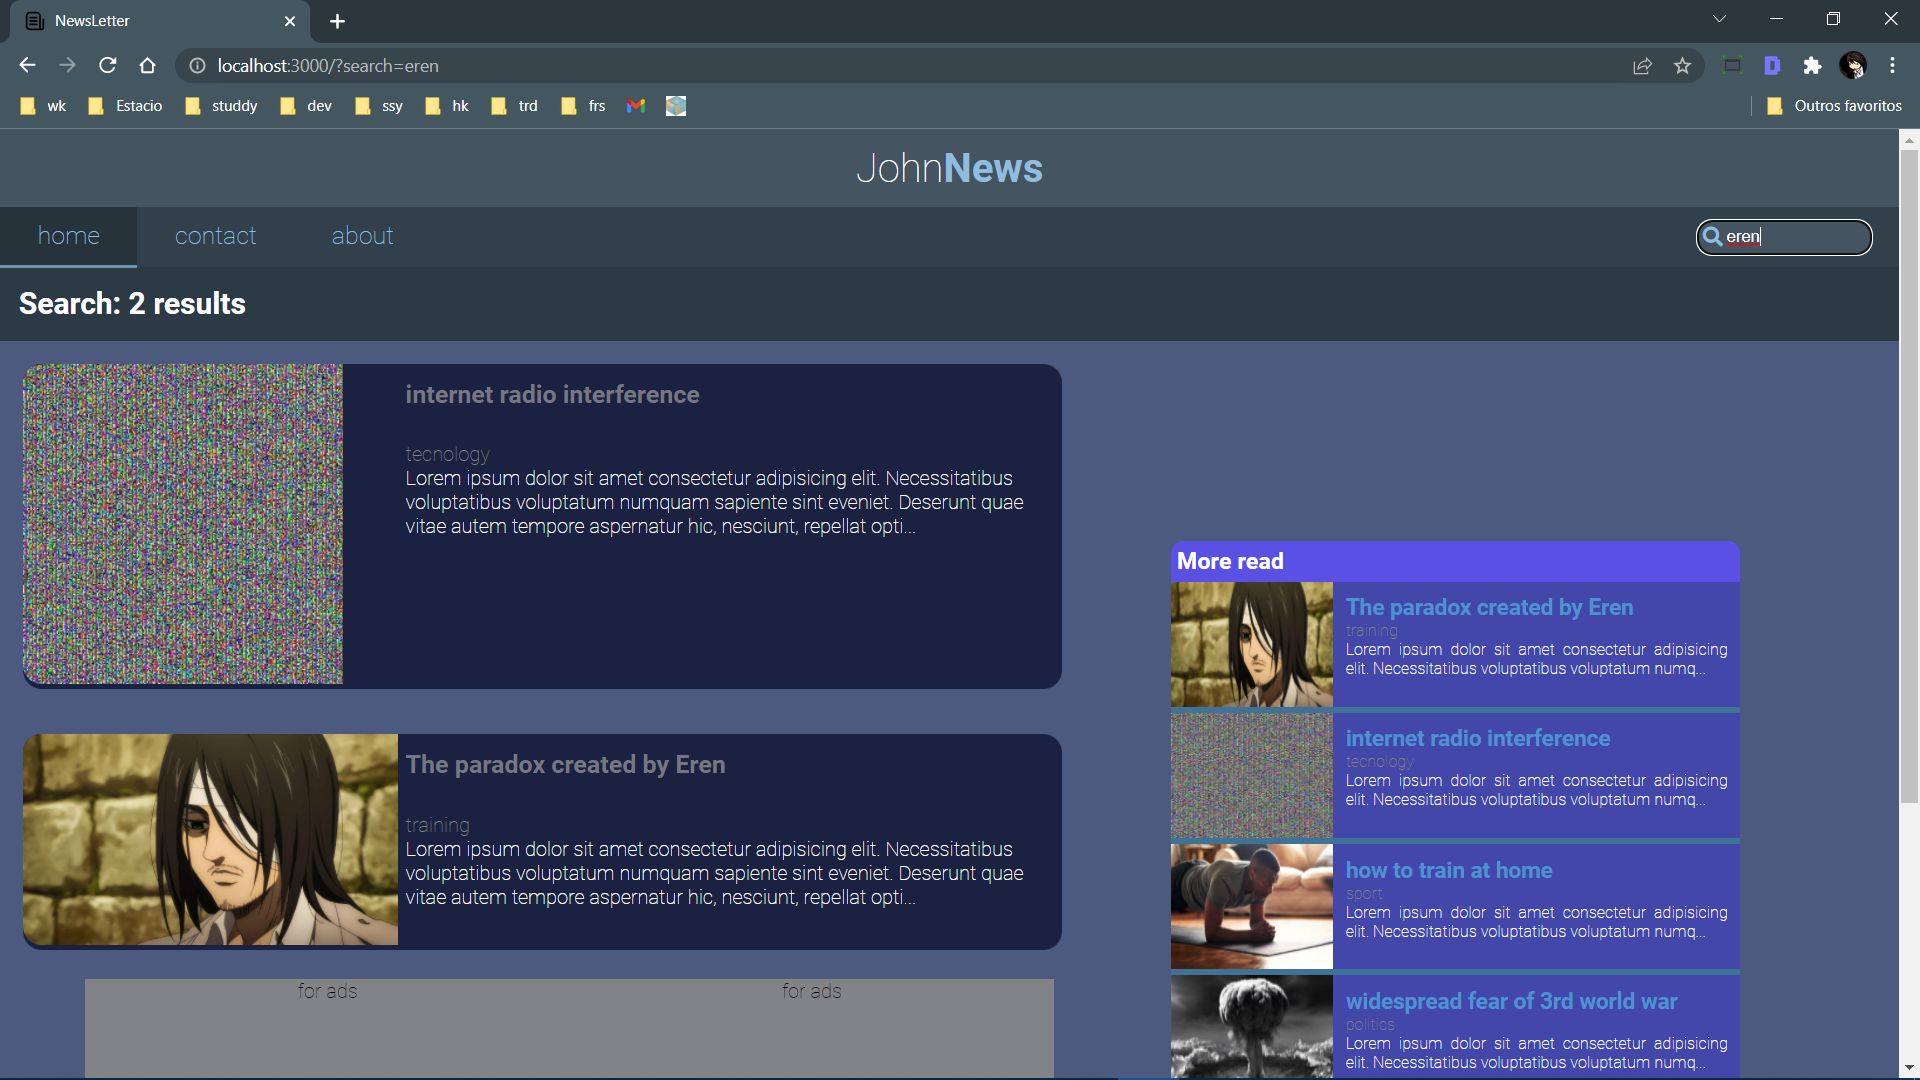 NewsLetter
localhost:3000/?search=eren
wk
Estacio
studdy
dev
ssy
hk
trd
frs
Outros favoritos
JohnNews
home
contact
about
eren
Search: 2 results
internet radio interference
tecnology
Lorem ipsum dolor sit amet consectetur adipisicing elit. Necessitatibus
voluptatibus voluptatum numquam sapiente sint eveniet. Deserunt quae
vitae autem tempore aspernatur hic, nesciunt, repellat opti...
The paradox created by Eren
training
Lorem ipsum dolor sit amet consectetur adipisicing elit. Necessitatibus
voluptatibus voluptatum numquam sapiente sint eveniet. Deserunt quae
vitae autem tempore aspernatur hic, nesciunt, repellat opti...
for ads
for ads
More read
The paradox created by Eren
training
Lorem ipsum dolor sit amet consectetur adipisicing
elit. Necessitatibus voluptatibus voluptatum numq...
internet radio interference
tecnology
Lorem ipsum dolor sit amet consectetur adipisicing
elit. Necessitatibus voluptatibus voluptatum numq...
how to train at home
sport
Lorem ipsum dolor sit amet consectetur adipisicing
elit. Necessitatibus voluptatibus voluptatum numq...
widespread fear of 3rd world war
politics
Lorem ipsum dolor sit amet consectetur adipisicing
elit. Necessitatibus voluptatibus voluptatum numq...